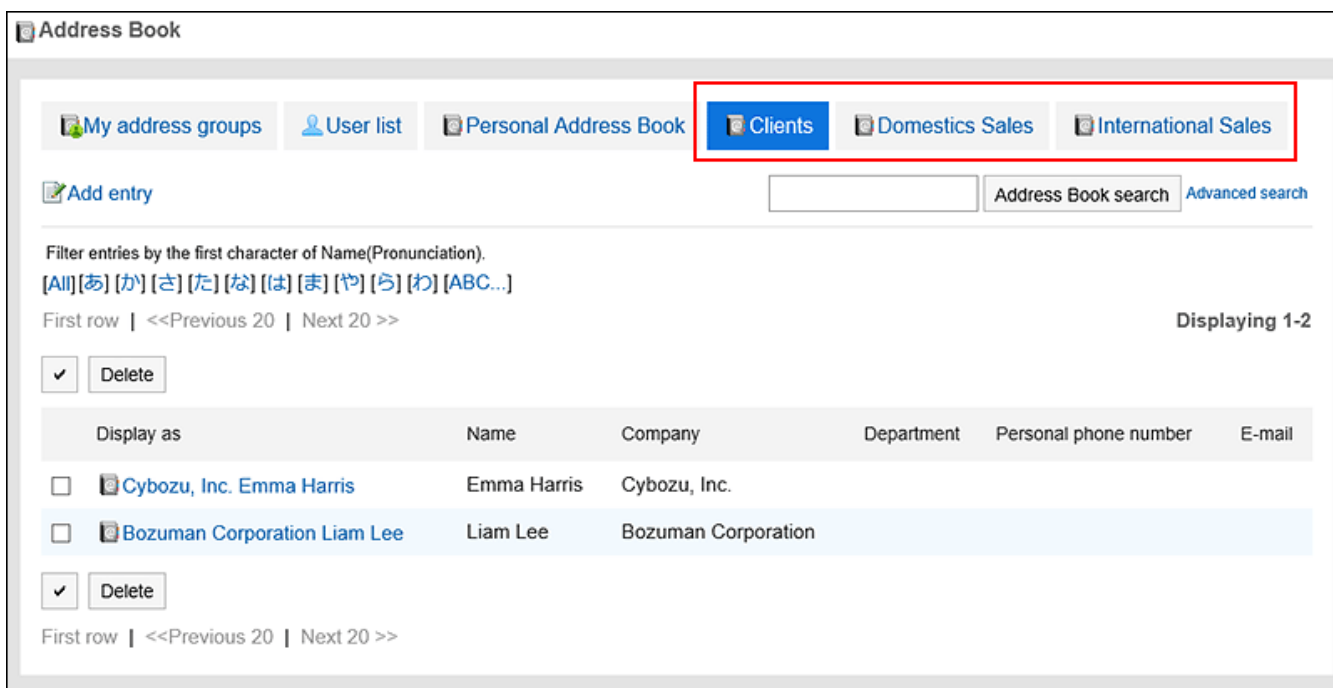 Address Book
My address groups User list Personal Address Book Clients Domestics Sales International Sales
Add entry Address Book search Advanced search
Filter entries by the first character of Name(Pronunciation).
[All][あ] [か] [さ] [た] [な] [は] [ま] [や] [ら] [わ] [ABC...]
First row | <<Previous 20 | Next 20 >> Displaying 1-2
Delete
Display as Name Company Department Personal phone number E-mail
Cybozu, Inc. Emma Harris Emma Harris Cybozu, Inc.
Bozuman Corporation Liam Lee Liam Lee Bozuman Corporation
Delete
First row | <<Previous 20 | Next 20 >>